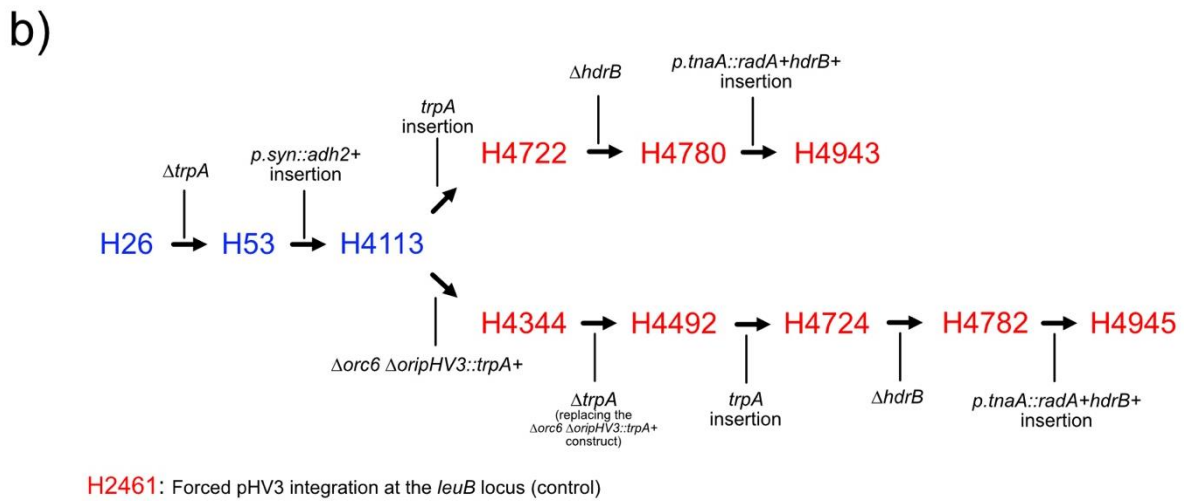 b)
p.tnaA::radA+hdrB+
insertion
ΔhdrB
trpA
insertion
H4722
H4780
H4943
p.syn::adh2+
insertion
ΔtrpA
H26
H53
H4113
H4344
H4492
H4724
H4782
H4945
Δorc6 ΔoripHV3::trpA+
ΔtrpA
(replacing the
Δorc6 ΔoripHV3::trpA+
construct)
trpA
insertion
ΔhdrB
p.tnaA::radA+hdrB+
insertion
H2461: Forced pHV3 integration at the leuB locus (control)